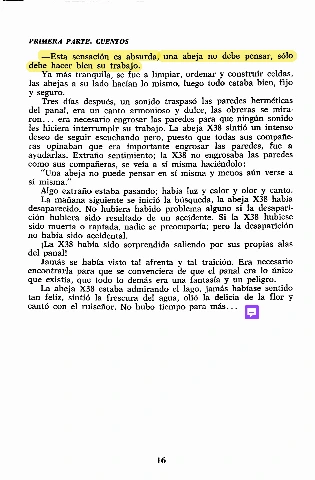 PRIMERA PARTE. CUENTOS
—Esta sensación es absurda, una abeja no debe pensar, sólo
debe hacer bien su trabajo.
Ya más tranquila, se fue a limpiar, ordenar y construir celdas,
las abejas a su lado hacían lo mismo, luego todo estaba bien, fijo
y seguro.
Tres días después, un sonido traspasó las paredes herméticas
del panal, era un canto armonioso y dulce, las obreras se mira-
ron... era necesario engrosar las paredes para que ningún sonido
les hiciera interrumpir su trabajo. La abeja X38 sintió un intenso
deseo de seguir escuchando pero, puesto que todas sus compañe-
ras opinaban que era importante engrosar las paredes, fue a
ayudarlas. Extraño sentimiento; la X38 no engrosaba las paredes
como sus compañeras, se veía a sí misma haciéndolo:
"Una abeja no puede pensar en sí misma y menos aún verse a
sí misma."
Algo extraño estaba pasando; había luz y calor y olor y canto.
La mañana siguiente se inició la búsqueda, la abeja X38 había
desaparecido. No hubiera habido problema alguno si la desapari-
ción hubiera sido resultado de un accidente. Si la X38 hubiese
sido muerta o raptada, nadie se preocuparía; pero la desaparición
no había sido accidental.
¡La X38 había sido sorprendida saliendo por sus propias alas
del panal!
Jamás se había visto tal afrenta y tal traición. Era necesario
encontrarla para que se convenciera de que el panal era lo único
que existía, que todo lo demás era una fantasía y un peligro.
La abeja X38 estaba admirando el lago, jamás habíase sentido
tan feliz, sintió la frescura del agua, olió la delicia de la flor y
cantó con el ruiseñor. No hubo tiempo para más...
16